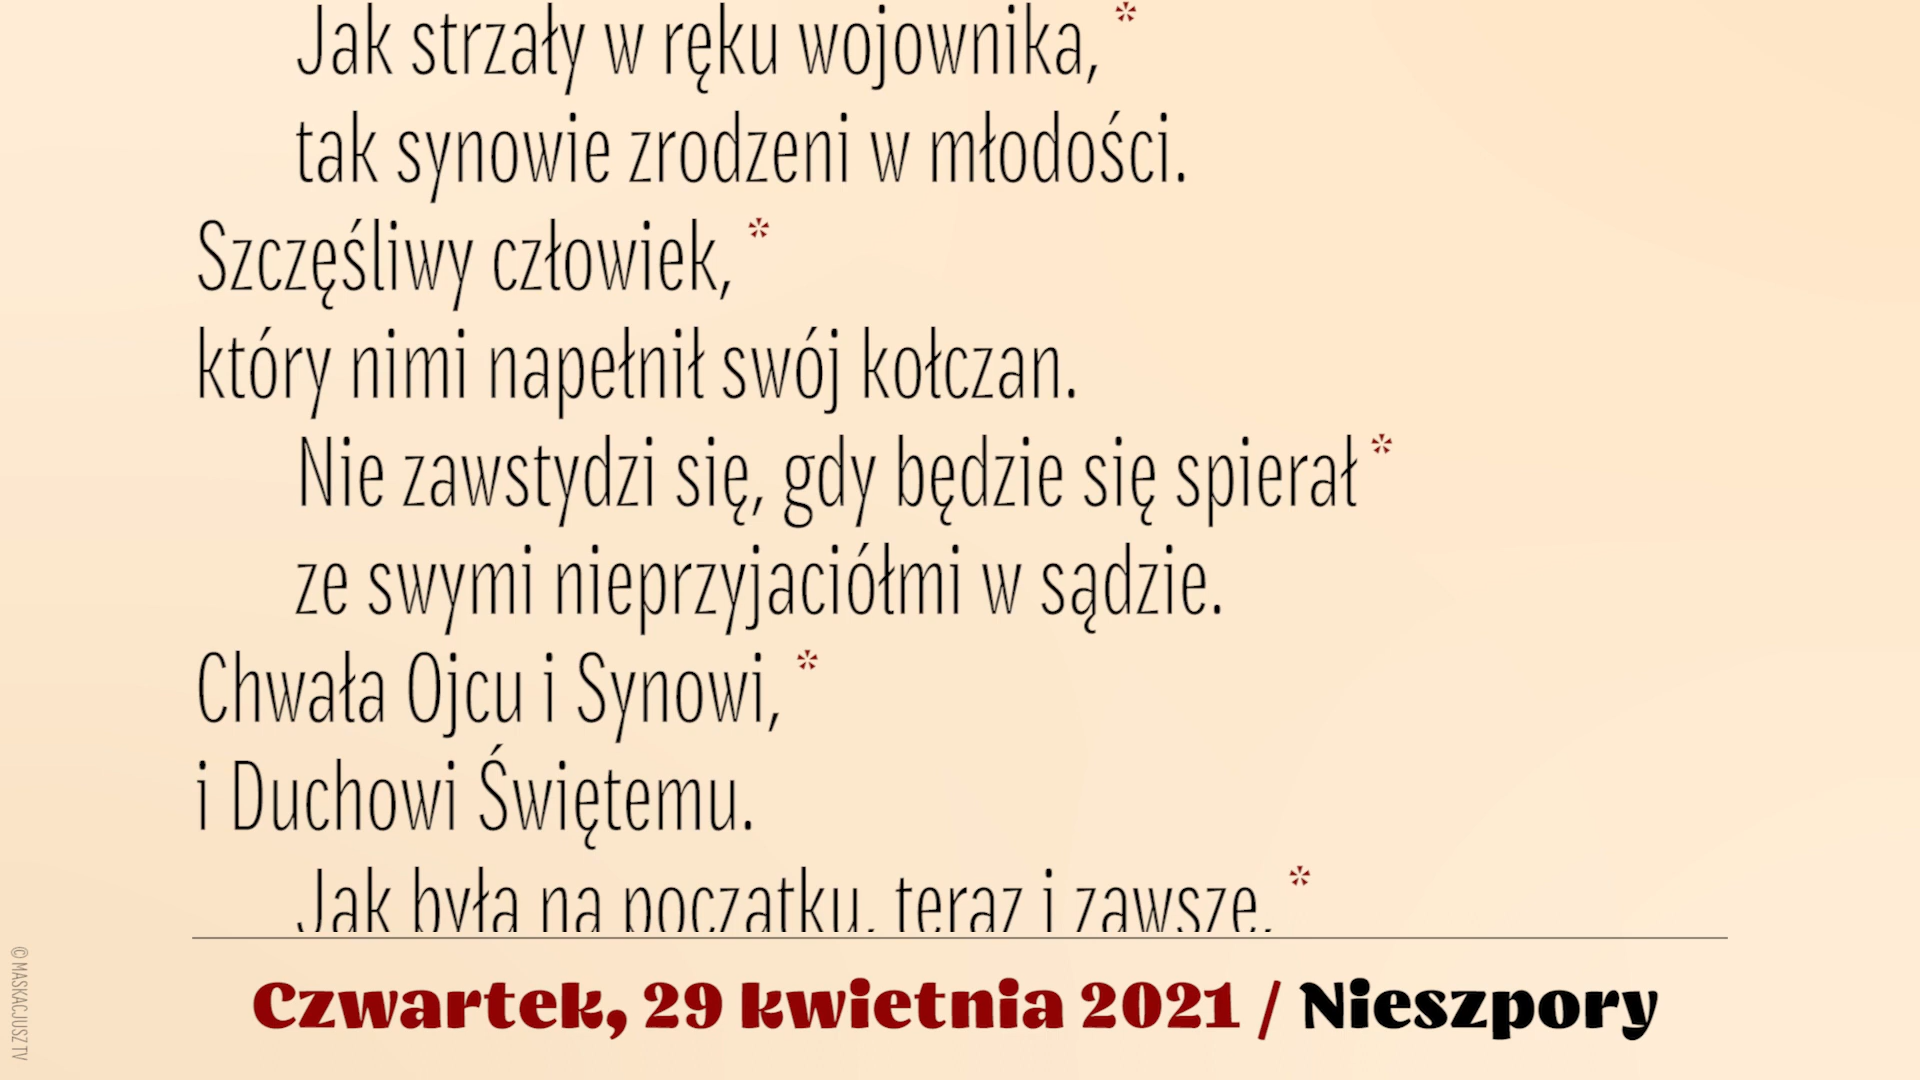 Jak strzały w ręku wojownika, *
tak synowie zrodzeni w młodości.
Szczęśliwy człowiek, *
który nimi napełnił swój kołczan.
Nie zawstydzi się, gdy będzie się spierał *
ze swymi nieprzyjaciółmi w sądzie.
Chwała Ojcu i Synowi, *
i Duchowi Świętemu.
Jak była na początku, teraz i zawsze, *
Czwartek, 29 kwietnia 2021 / Nieszpory
© MASKACJUSZ TV